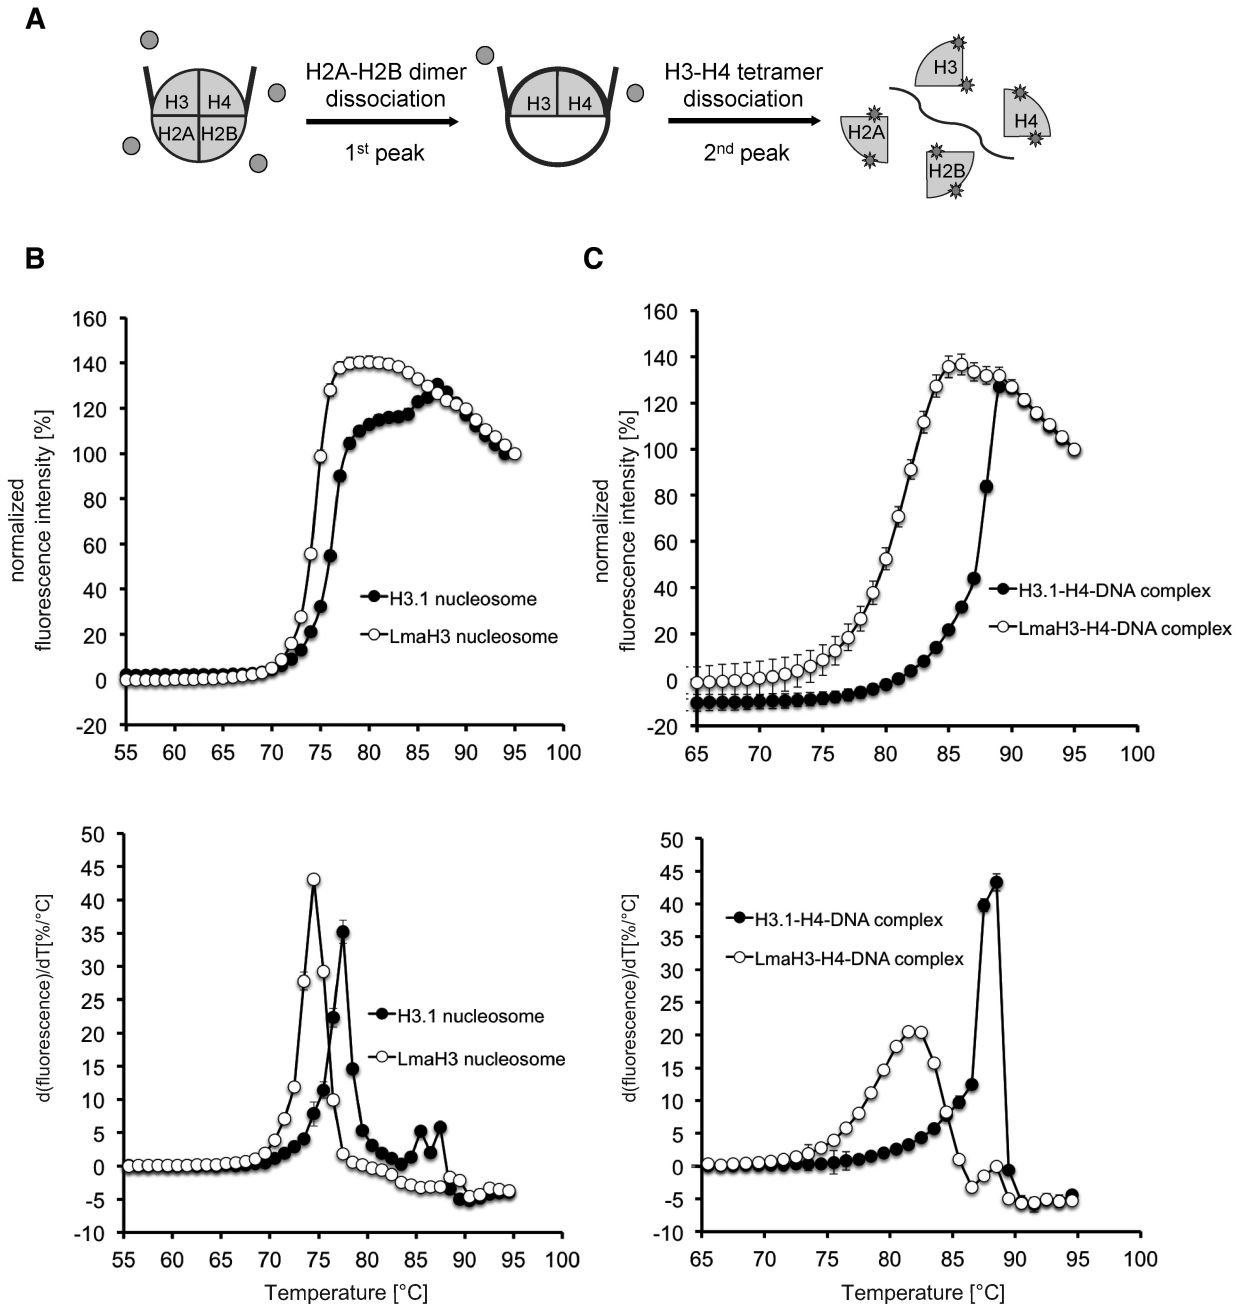 A
H2A-H2B dimer
dissociation
1st peak
H3-H4 tetramer
dissociation
2nd peak
H3 H4
H2A H2B
H3 H4
H3
H4
H2A
H2B
B
normalized
fluorescence intensity [%]
160
140
120
100
80
60
40
20
0
-20
55 60 65 70 75 80 85 90 95 100
H3.1 nucleosome
LmaH3 nucleosome
C
normalized
fluorescence intensity [%]
160
140
120
100
80
60
40
20
0
-20
65 70 75 80 85 90 95 100
H3.1-H4-DNA complex
LmaH3-H4-DNA complex
d(fluorescence)/dT[%/°C]
50
45
40
35
30
25
20
15
10
5
0
-5
-10
55 60 65 70 75 80 85 90 95 100
H3.1 nucleosome
LmaH3 nucleosome
Temperature [°C]
d(fluorescence)/dT[%/°C]
50
45
40
35
30
25
20
15
10
5
0
-5
-10
65 70 75 80 85 90 95 100
H3.1-H4-DNA complex
LmaH3-H4-DNA complex
Temperature [°C]